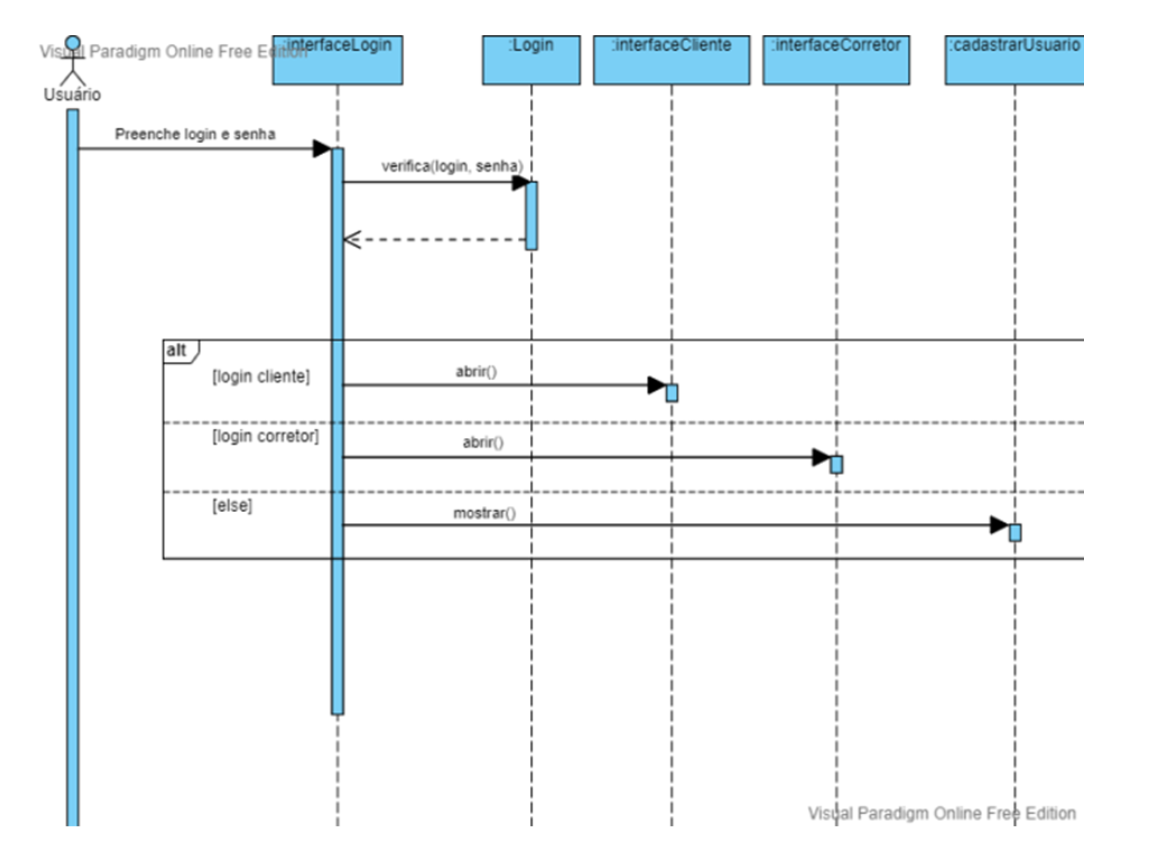 Visual Paradigm Online Free Edition
:interfaceLogin
:Login
:interfaceCliente
:interfaceCorretor
:cadastrarUsuario
Usuário
Preenche login e senha
verifica(login, senha)
alt
[login cliente]
abrir()
[login corretor]
abrir()
[else]
mostrar()
Visual Paradigm Online Free Edition